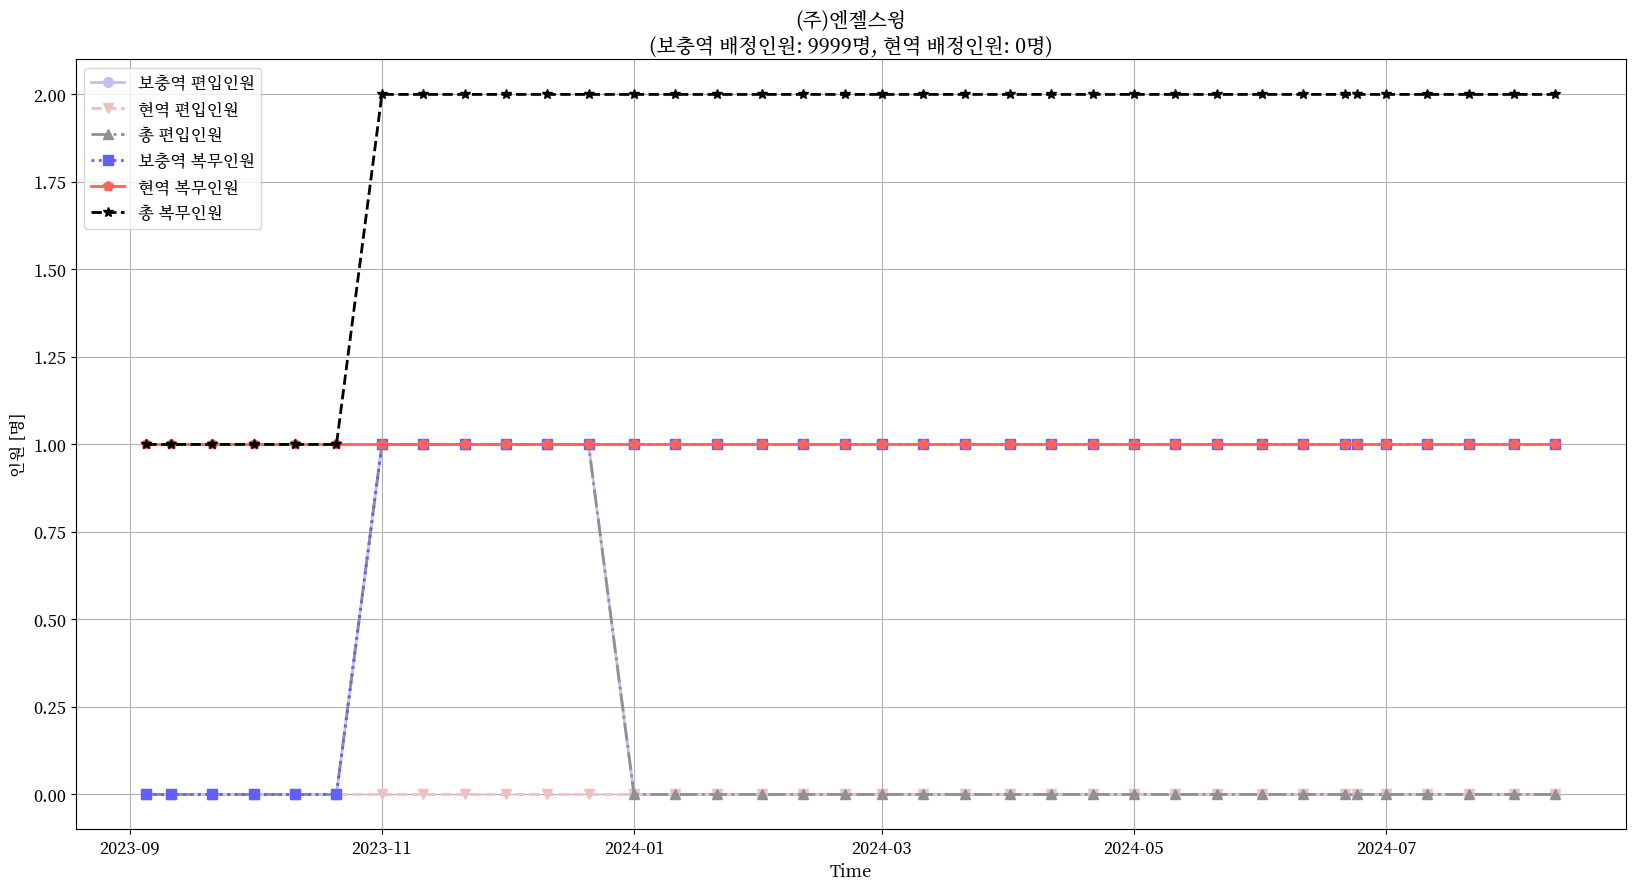 (주)엔젤스윙
(보충역 배정인원: 9999명, 현역 배정인원: 0명)
보충역 편입인원
현역 편입인원
총 편입인원
보충역 복무인원
현역 복무인원
총 복무인원
2.00
1.75
1.50
1.25
1.00
0.75
0.50
0.25
0.00
인원 [명]
2023-09
2023-11
2024-01
2024-03
2024-05
2024-07
Time